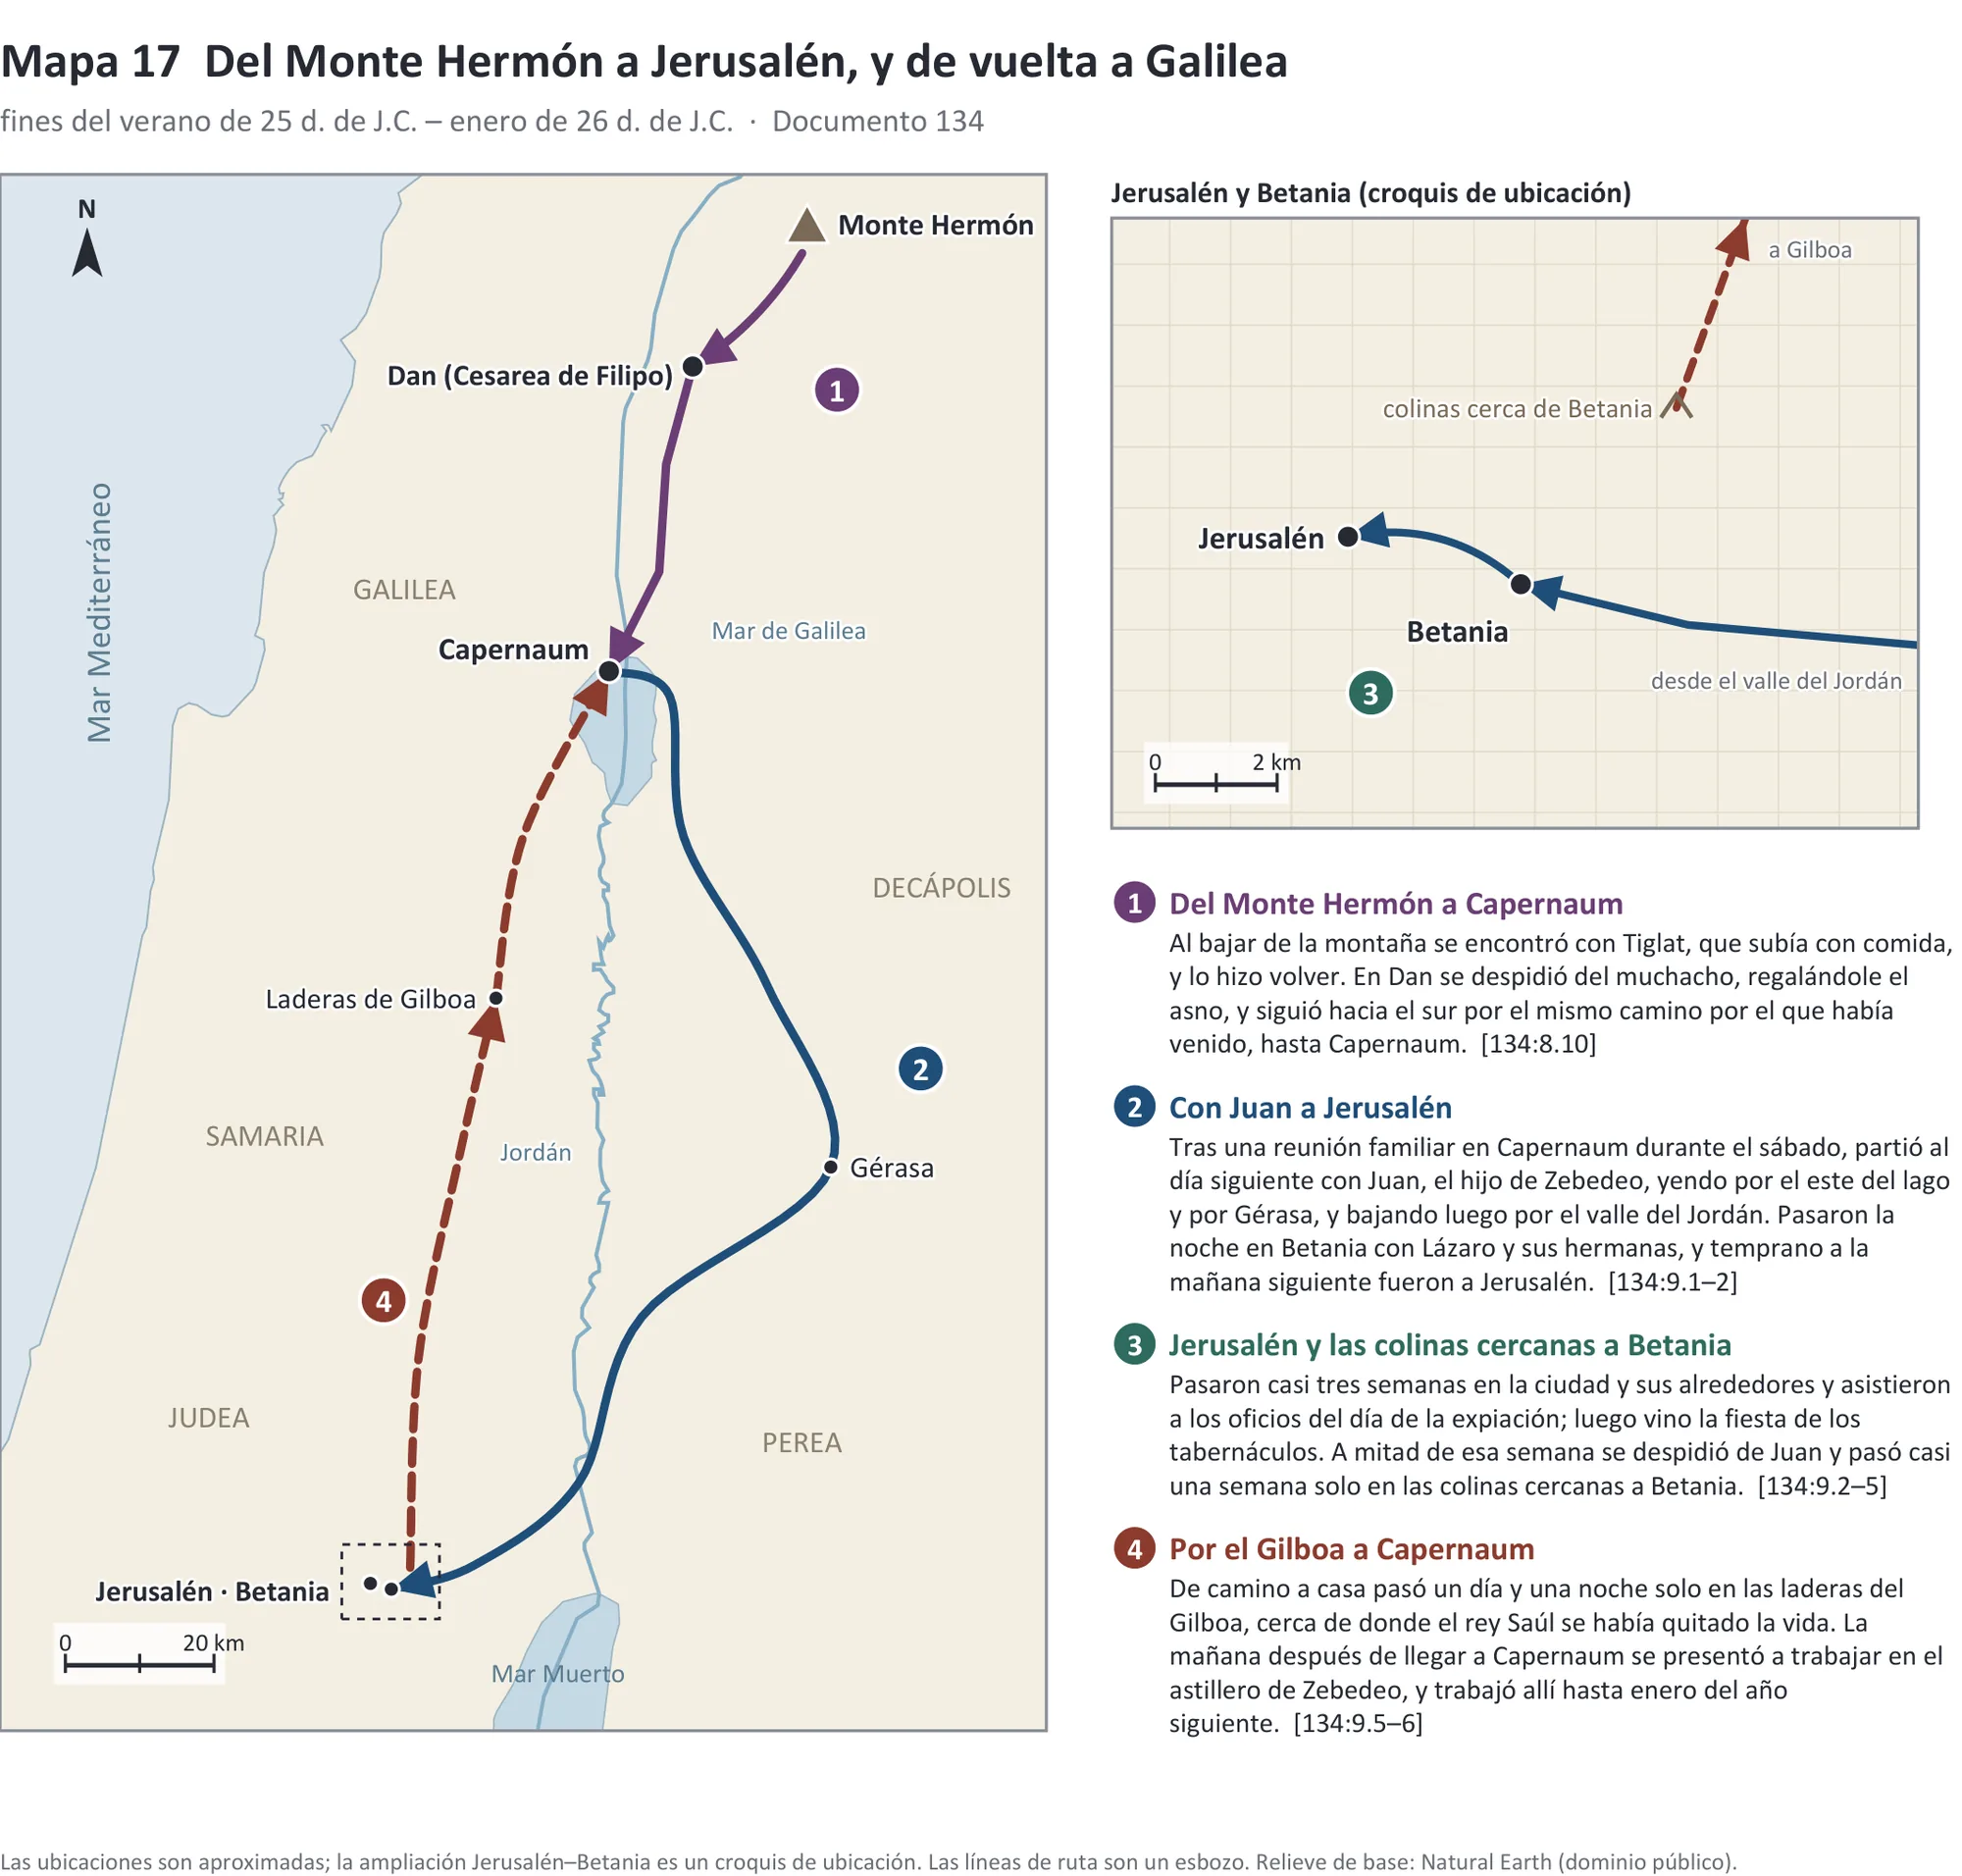 Mapa 17 Del Monte Hermón a Jerusalén, y de vuelta a Galilea
fines del verano de 25 d. de J.C. – enero de 26 d. de J.C. · Documento 134
N
Monte Hermón
Dan (Cesarea de Filipo)
1
Mar Mediterráneo
GALILEA
Mar de Galilea
Capernaum
DECÁPOLIS
Laderas de Gilboa
2
SAMARIA
Jordán
Gérasa
4
JUDEA
PEREA
Jerusalén · Betania
0 20 km
Mar Muerto
Jerusalén y Betania (croquis de ubicación)
a Gilboa
colinas cerca de Betania
Jerusalén
Betania
desde el valle del Jordán
3
0 2 km
1 Del Monte Hermón a Capernaum
Al bajar de la montaña se encontró con Tiglat, que subía con comida,
y lo hizo volver. En Dan se despidió del muchacho, regalándole el
asno, y siguió hacia el sur por el mismo camino por el que había
venido, hasta Capernaum. [134:8.10]
2 Con Juan a Jerusalén
Tras una reunión familiar en Capernaum durante el sábado, partió al
día siguiente con Juan, el hijo de Zebedeo, yendo por el este del lago
y por Gérasa, y bajando luego por el valle del Jordán. Pasaron la
noche en Betania con Lázaro y sus hermanas, y temprano a la
mañana siguiente fueron a Jerusalén. [134:9.1–2]
3 Jerusalén y las colinas cercanas a Betania
Pasaron casi tres semanas en la ciudad y sus alrededores y asistieron
a los oficios del día de la expiación; luego vino la fiesta de los
tabernáculos. A mitad de esa semana se despidió de Juan y pasó casi
una semana solo en las colinas cercanas a Betania. [134:9.2–5]
4 Por el Gilboa a Capernaum
De camino a casa pasó un día y una noche solo en las laderas del
Gilboa, cerca de donde el rey Saúl se había quitado la vida. La
mañana después de llegar a Capernaum se presentó a trabajar en el
astillero de Zebedeo, y trabajó allí hasta enero del año
siguiente. [134:9.5–6]
Las ubicaciones son aproximadas; la ampliación Jerusalén–Betania es un croquis de ubicación. Las líneas de ruta son un esbozo. Relieve de base: Natural Earth (dominio público).